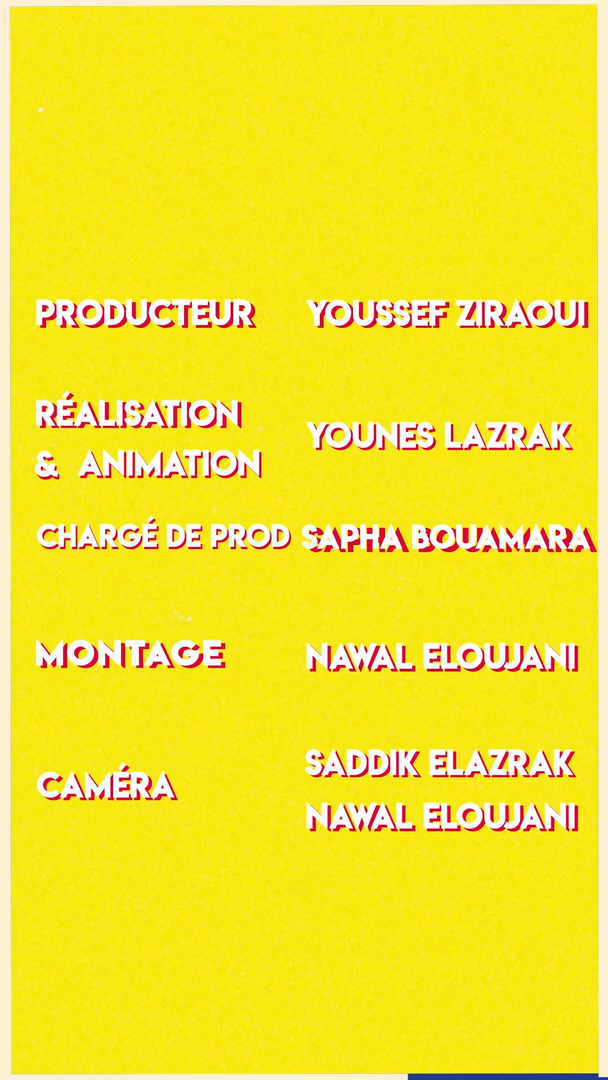 PRODUCTEUR YOUSSEF ZIRAOUI
RÉALISATION
& ANIMATION YOUNES LAZRAK
CHARGÉ DE PROD SAPHA BOUAMARA
MONTAGE NAWAL ELOUJANI
CAMÉRA SADDIK ELAZRAK
NAWAL ELOUJANI